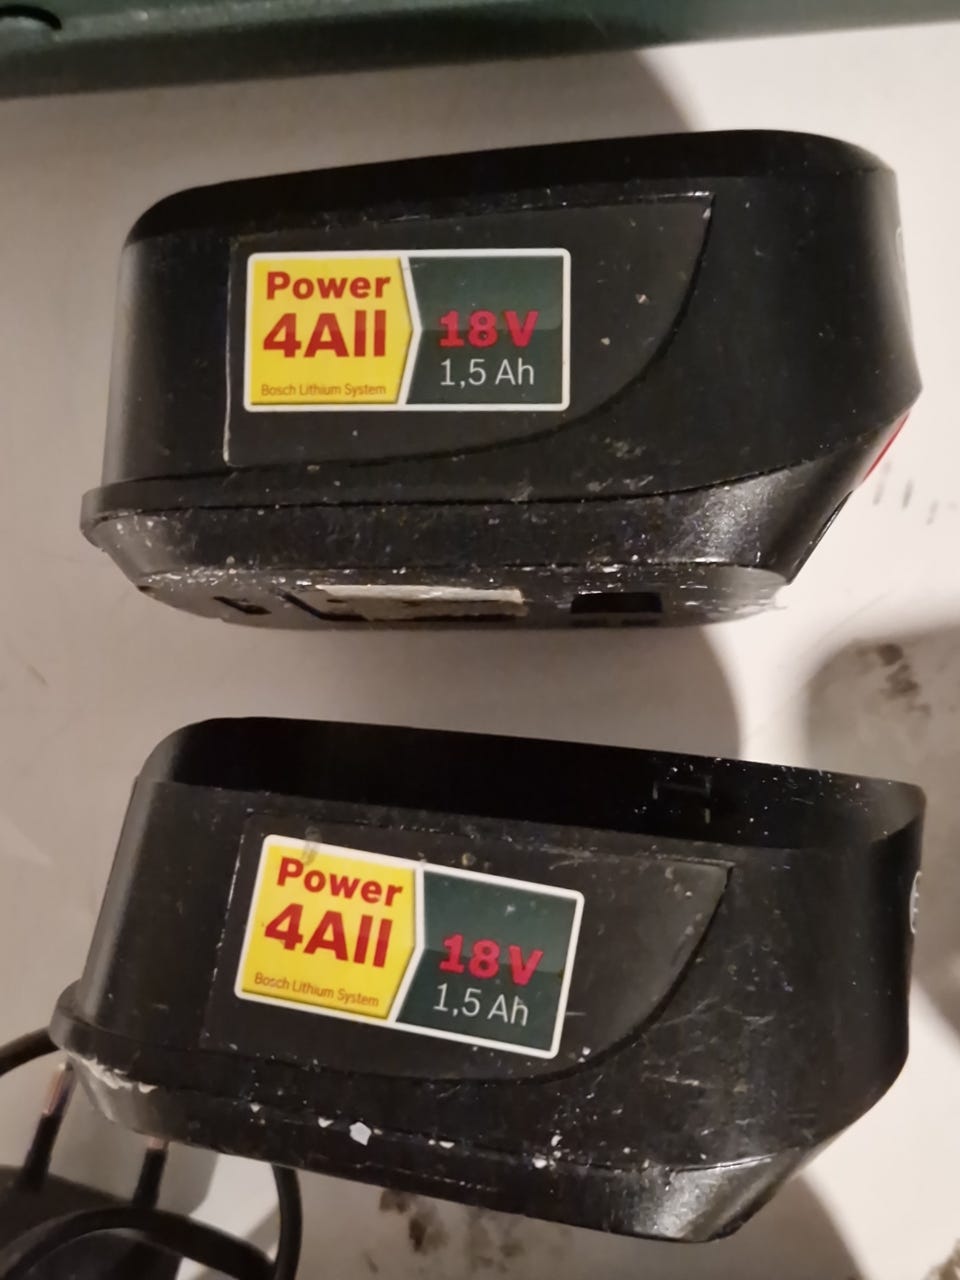 Power
4All
Bosch Lithium System
18V
1,5 Ah
Power
4All
Bosch Lithium System
18V
1,5 Ah